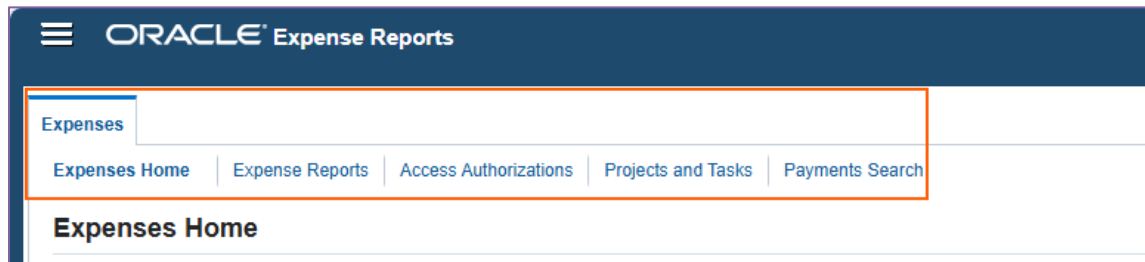 ORACLE Expense Reports
Expenses
Expenses Home Expense Reports Access Authorizations Projects and Tasks Payments Search
Expenses Home